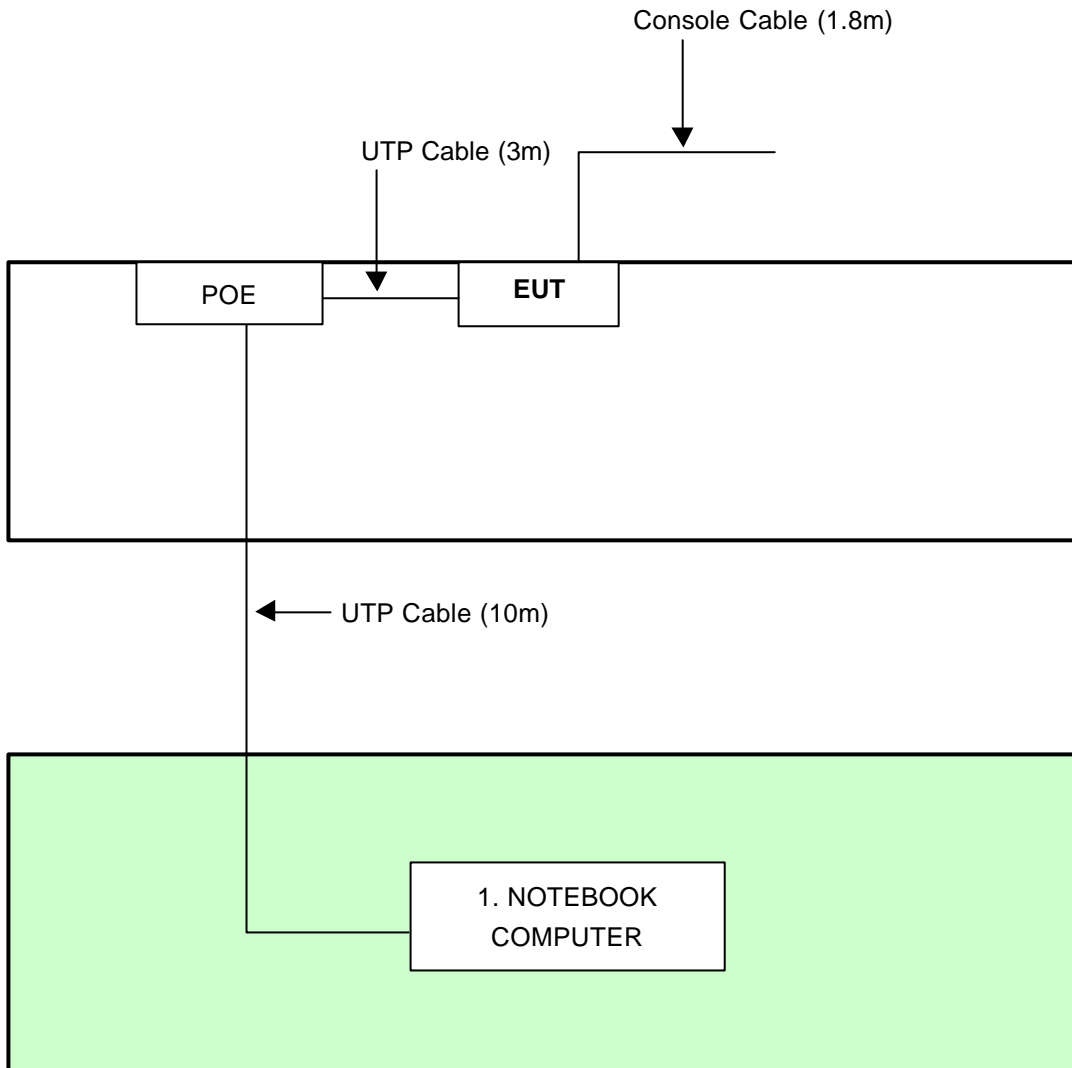 Console Cable (1.8m)
UTP Cable (3m)
POE
EUT
UTP Cable (10m)
1. NOTEBOOK
COMPUTER